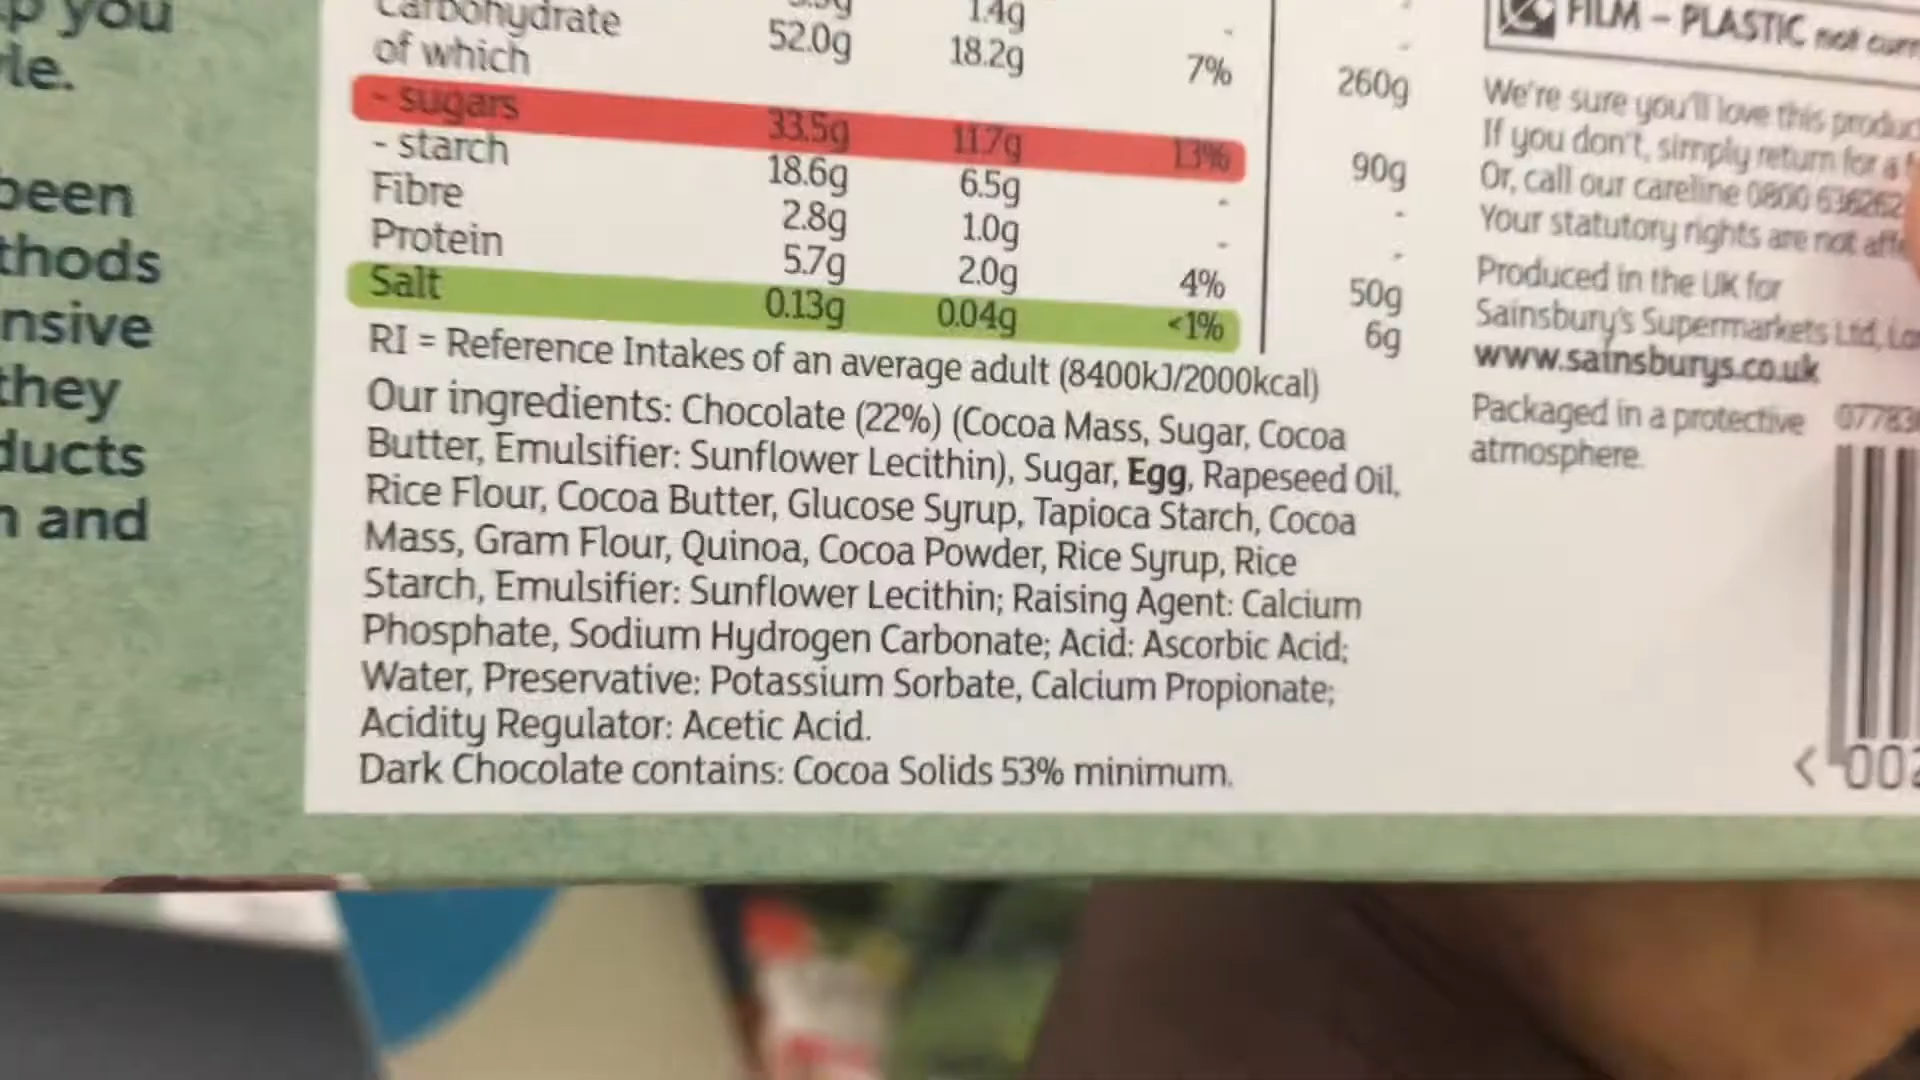 p you
le.
been
thods
nsive
they
ducts
n and
Carbohydrate 52.0g 18.2g 7% 260g
of which
- sugars 33.5g 11.7g 13% 90g
- starch 18.6g 6.5g - -
Fibre 2.8g 1.0g - -
Protein 5.7g 2.0g 4% 50g
Salt 0.13g 0.04g <1% 6g
RI = Reference Intakes of an average adult (8400kJ/2000kcal)
Our ingredients: Chocolate (22%) (Cocoa Mass, Sugar, Cocoa
Butter, Emulsifier: Sunflower Lecithin), Sugar, Egg, Rapeseed Oil,
Rice Flour, Cocoa Butter, Glucose Syrup, Tapioca Starch, Cocoa
Mass, Gram Flour, Quinoa, Cocoa Powder, Rice Syrup, Rice
Starch, Emulsifier: Sunflower Lecithin; Raising Agent: Calcium
Phosphate, Sodium Hydrogen Carbonate; Acid: Ascorbic Acid;
Water, Preservative: Potassium Sorbate, Calcium Propionate;
Acidity Regulator: Acetic Acid.
Dark Chocolate contains: Cocoa Solids 53% minimum.
FILM - PLASTIC not
We're sure you'll love this
If you don't, simply return for a
Or, call our careline 0800 636262
Your statutory rights are not
Produced in the UK for
Sainsbury's Supermarkets Ltd,
www.sainsburys.co.uk
Packaged in a protective
atmosphere.
07783
< 002